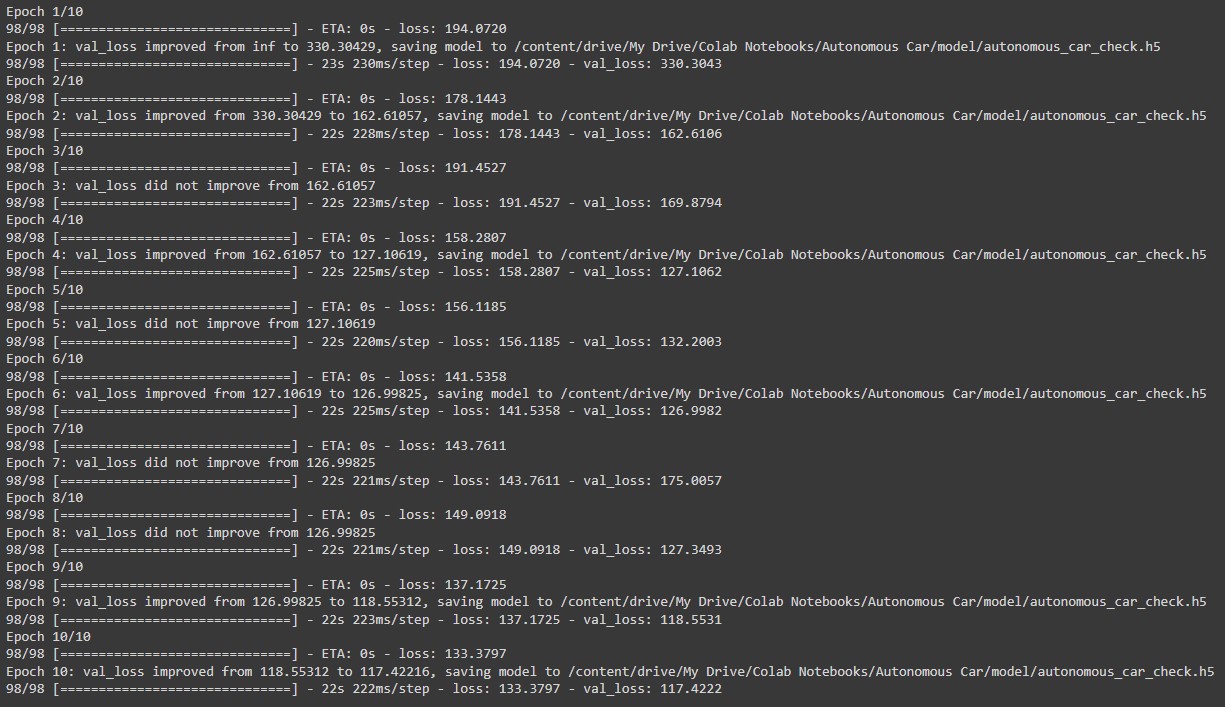 Epoch 1/10
98/98 [==============================] - ETA: 0s - loss: 194.0720
Epoch 1: val_loss improved from inf to 330.30429, saving model to /content/drive/My Drive/Colab Notebooks/Autonomous Car/model/autonomous_car_check.h5
98/98 [==============================] - 23s 230ms/step - loss: 194.0720 - val_loss: 330.3043
Epoch 2/10
98/98 [==============================] - ETA: 0s - loss: 178.1443
Epoch 2: val_loss improved from 330.30429 to 162.61057, saving model to /content/drive/My Drive/Colab Notebooks/Autonomous Car/model/autonomous_car_check.h5
98/98 [==============================] - 22s 228ms/step - loss: 178.1443 - val_loss: 162.6106
Epoch 3/10
98/98 [==============================] - ETA: 0s - loss: 191.4527
Epoch 3: val_loss did not improve from 162.61057
98/98 [==============================] - 22s 223ms/step - loss: 191.4527 - val_loss: 169.8794
Epoch 4/10
98/98 [==============================] - ETA: 0s - loss: 158.2807
Epoch 4: val_loss improved from 162.61057 to 127.10619, saving model to /content/drive/My Drive/Colab Notebooks/Autonomous Car/model/autonomous_car_check.h5
98/98 [==============================] - 22s 225ms/step - loss: 158.2807 - val_loss: 127.1062
Epoch 5/10
98/98 [==============================] - ETA: 0s - loss: 156.1185
Epoch 5: val_loss did not improve from 127.10619
98/98 [==============================] - 22s 220ms/step - loss: 156.1185 - val_loss: 132.2003
Epoch 6/10
98/98 [==============================] - ETA: 0s - loss: 141.5358
Epoch 6: val_loss improved from 127.10619 to 126.99825, saving model to /content/drive/My Drive/Colab Notebooks/Autonomous Car/model/autonomous_car_check.h5
98/98 [==============================] - 22s 225ms/step - loss: 141.5358 - val_loss: 126.9982
Epoch 7/10
98/98 [==============================] - ETA: 0s - loss: 143.7611
Epoch 7: val_loss did not improve from 126.99825
98/98 [==============================] - 22s 221ms/step - loss: 143.7611 - val_loss: 175.0057
Epoch 8/10
98/98 [==============================] - ETA: 0s - loss: 149.0918
Epoch 8: val_loss did not improve from 126.99825
98/98 [==============================] - 22s 221ms/step - loss: 149.0918 - val_loss: 127.3493
Epoch 9/10
98/98 [==============================] - ETA: 0s - loss: 137.1725
Epoch 9: val_loss improved from 126.99825 to 118.55312, saving model to /content/drive/My Drive/Colab Notebooks/Autonomous Car/model/autonomous_car_check.h5
98/98 [==============================] - 22s 223ms/step - loss: 137.1725 - val_loss: 118.5531
Epoch 10/10
98/98 [==============================] - ETA: 0s - loss: 133.3797
Epoch 10: val_loss improved from 118.55312 to 117.42216, saving model to /content/drive/My Drive/Colab Notebooks/Autonomous Car/model/autonomous_car_check.h5
98/98 [==============================] - 22s 222ms/step - loss: 133.3797 - val_loss: 117.4222